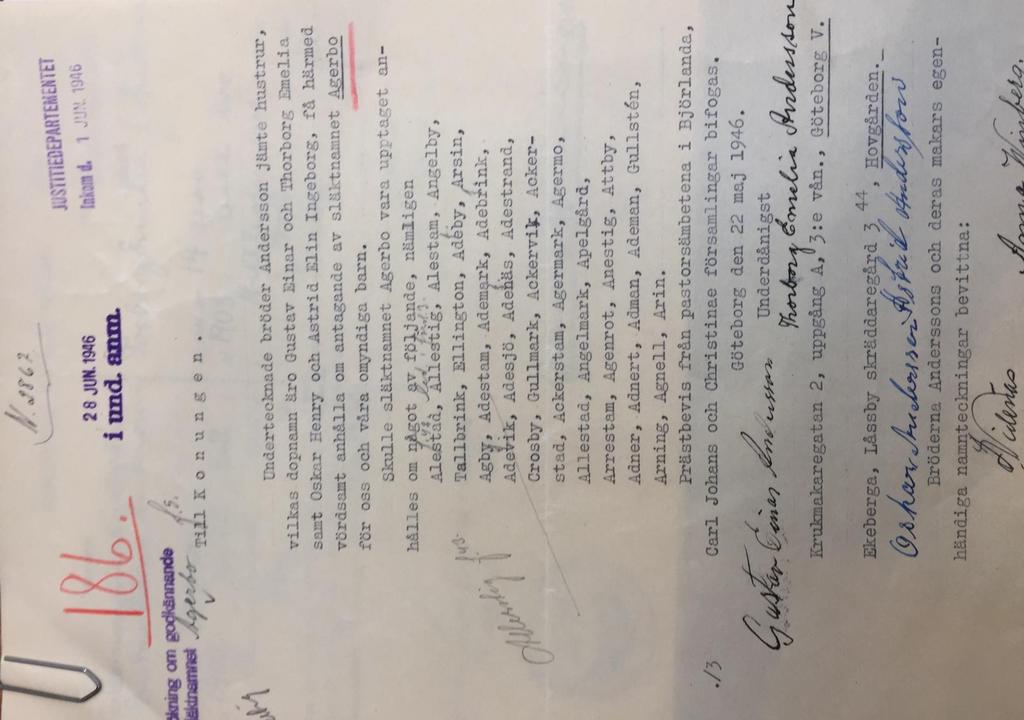 N. 2862
JUSTITIEDEPARTEMENTET
Inkom d. 1 JUN. 1946
186.
28 JUN. 1946
i und. anm.
ökning om godkännande
släktnamnet Agerbo
Till Konungen.
Undertecknade bröder Andersson jämte hustrur,
vilkas dopnamn äro Gustav Einar och Thorborg Emelia
samt Oskar Henry och Astrid Elin Ingeborg, få härmed
vördsamt anhålla om antagande av släktnamnet Agerbo
för oss och våra omyndiga barn.
Skulle släktnamnet Agerbo vara upptaget an-
hålles om något av följande, nämligen
Alestad, Allestig, Alestam, Angelby,
Tallbrink, Ellington, Adeby, Arsin,
Agby, Adestam, Ademark, Adebrink,
Adevik, Adesjö, Adenäs, Adestrand,
Crosby, Gullmark, Ackervik, Acker-
stad, Ackorstam, Agermark, Agermo,
Allestad, Angelmark, Apelgård,
Arrestam, Agenrot, Anestig, Attby,
Adner, Adnert, Adman, Ademan, Gullstén,
Arning, Agnell, Arin.
Prästbevis från pastorsämbetena i Björlanda,
Carl Johans och Christinae församlingar bifogas.
./3
Göteborg den 22 maj 1946.
Underdånigst
Gustav Einar Andersson Thorborg Emelia Andersson
Krukmakaregatan 2, uppgång A, 3:e vån., Göteborg V.
Ekeberga, Låssby skräddaregård 3 44, Hovgården.
Oskar Andersson Astrid Andersson
Bröderna Anderssons och deras makars egen-
händiga namnteckningar bevittna: